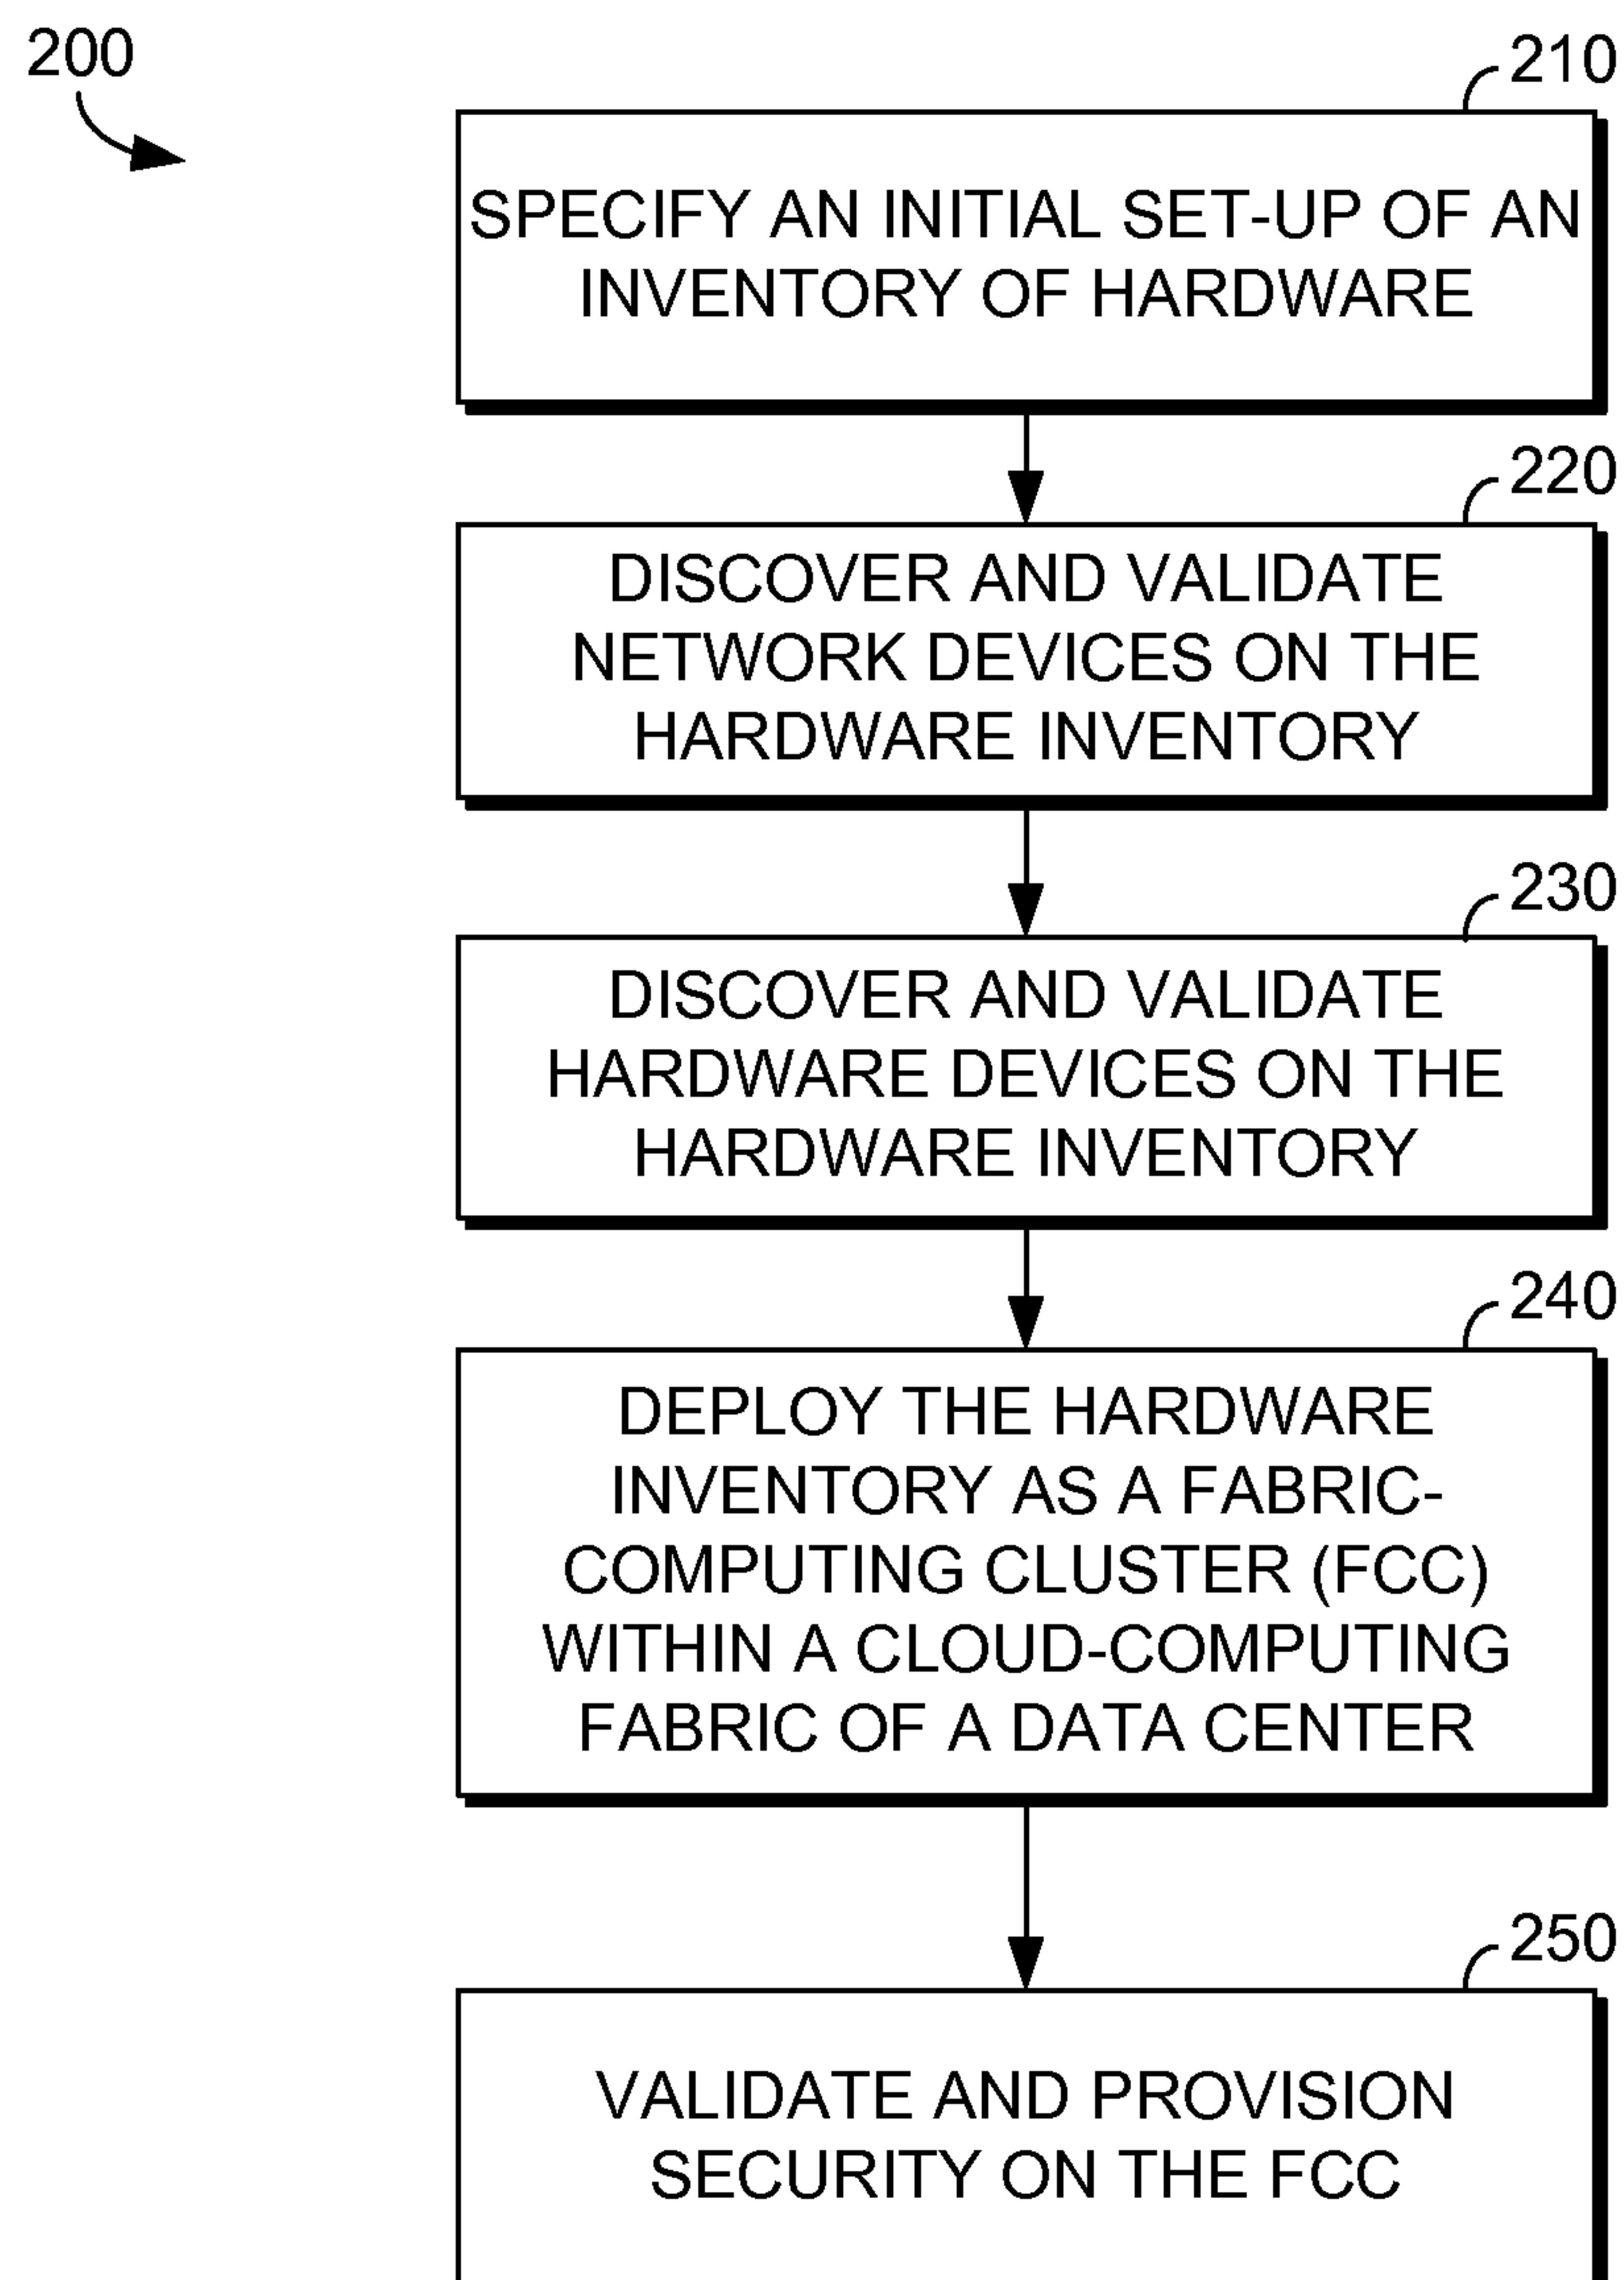 200
210
SPECIFY AN INITIAL SET-UP OF AN
INVENTORY OF HARDWARE
220
DISCOVER AND VALIDATE
NETWORK DEVICES ON THE
HARDWARE INVENTORY
230
DISCOVER AND VALIDATE
HARDWARE DEVICES ON THE
HARDWARE INVENTORY
240
DEPLOY THE HARDWARE
INVENTORY AS A FABRIC-
COMPUTING CLUSTER (FCC)
WITHIN A CLOUD-COMPUTING
FABRIC OF A DATA CENTER
250
VALIDATE AND PROVISION
SECURITY ON THE FCC